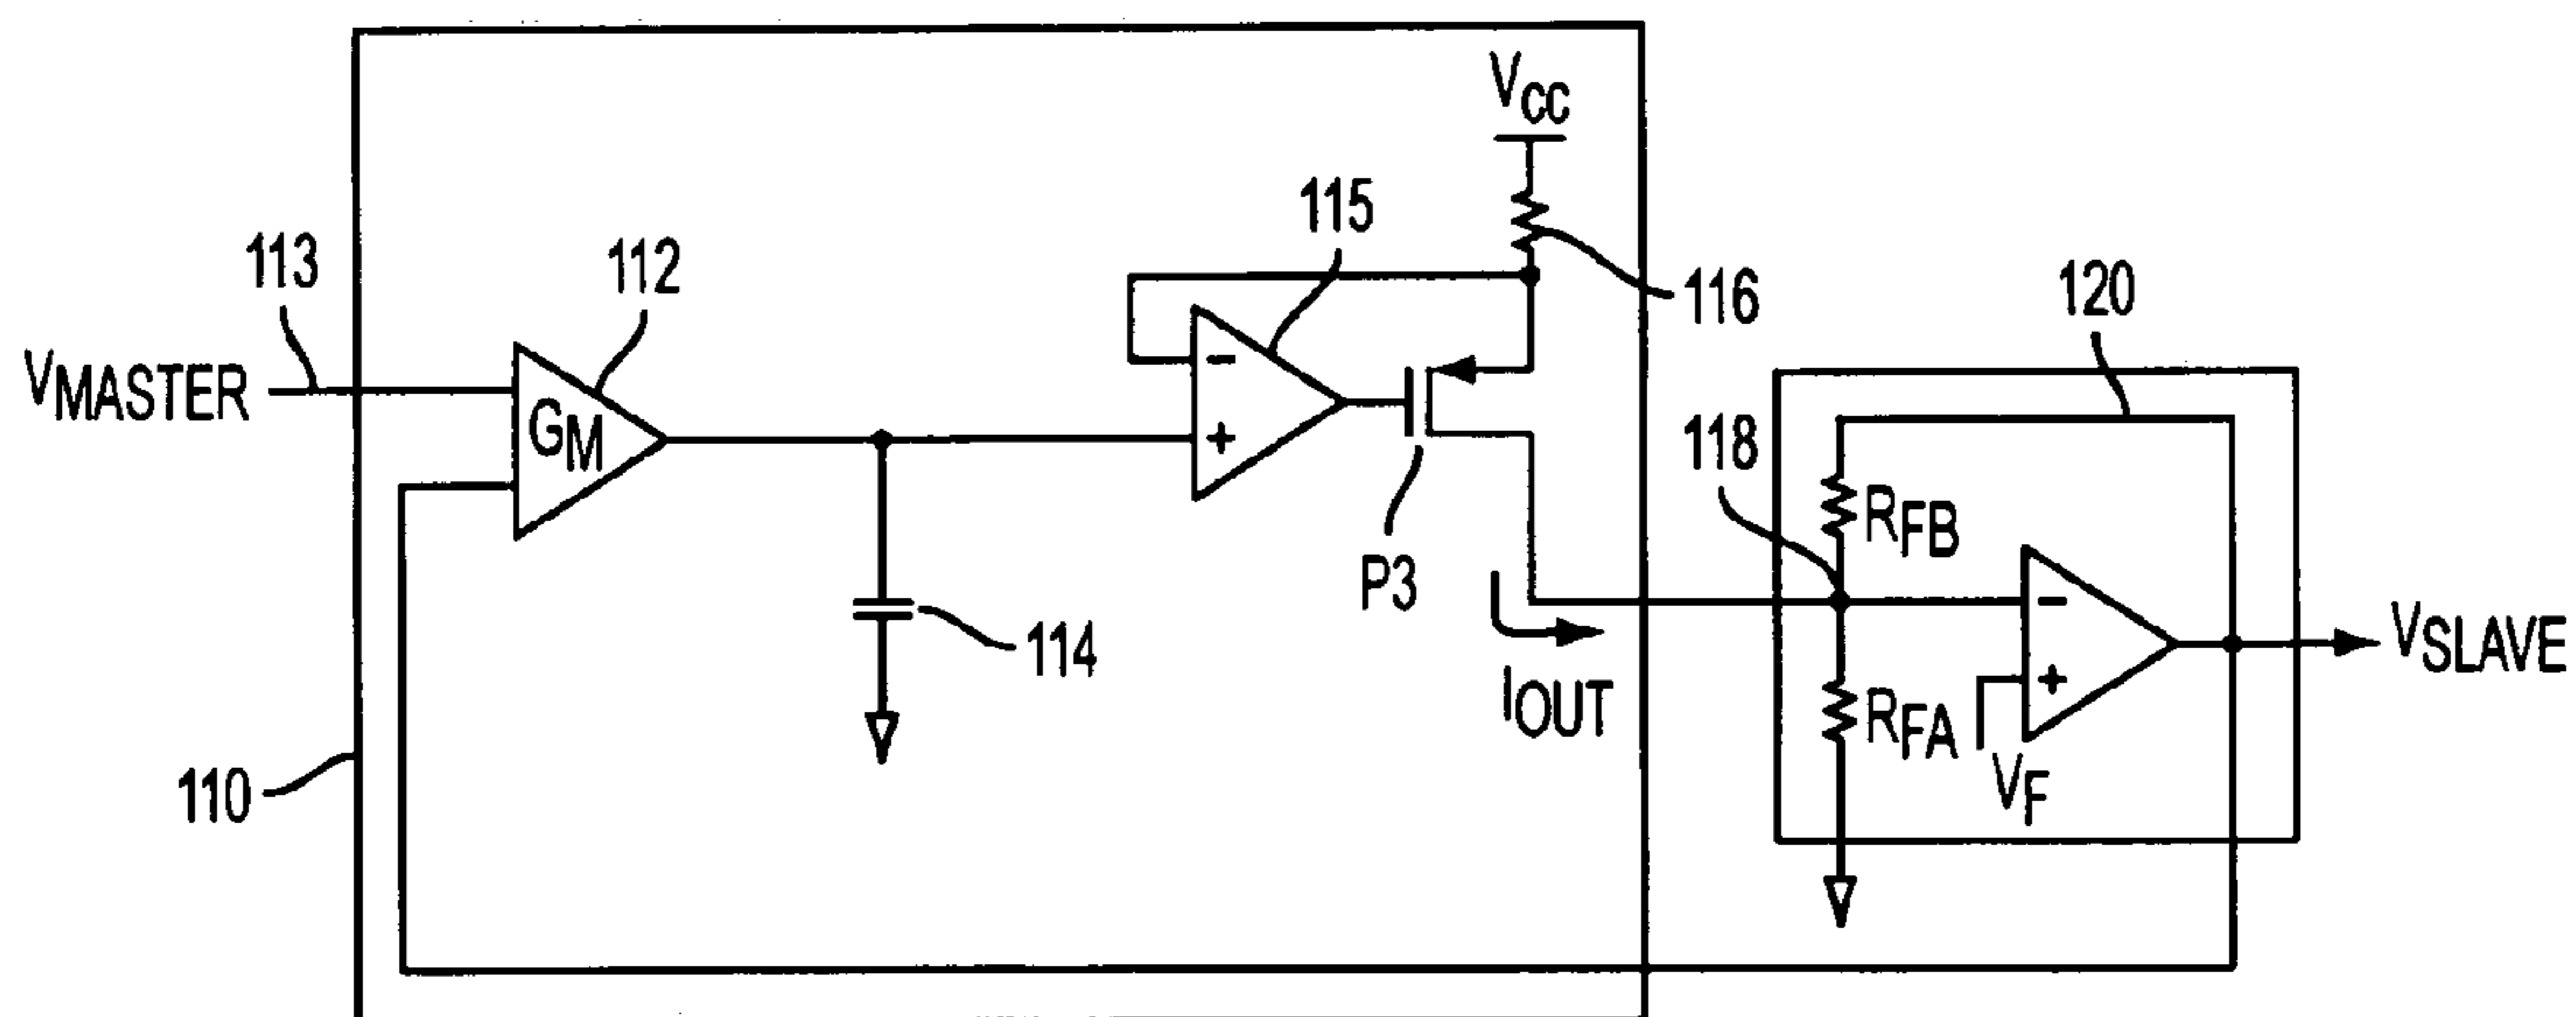 VCC
115
113
112
116
120
VMASTER
GM
-
+
118
RFB
P3
-
+
VSLAVE
114
IOUT
RFA
VF
110